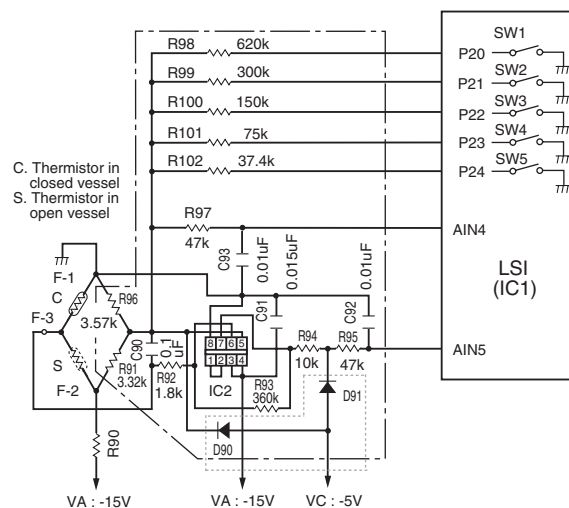 R98 620k
R99 300k
R100 150k
R101 75k
R102 37.4k
P20 SW1
P21 SW2
P22 SW3
P23 SW4
P24 SW5
C. Thermistor in
closed vessel
S. Thermistor in
open vessel
R97
47k
AIN4
LSI
(IC1)
C93
0.01uF
0.015uF
0.01uF
F-1
C
R96
F-3
3.57k
C90
0.1
uF
C91
C92
8 7 6 5
1 2 3 4
IC2
R94
10k
R95
47k
AIN5
S
F-2
R91
3.32k
R92
1.8k
R93
360k
D91
D90
R90
VA : -15V
VA : -15V
VC : -5V